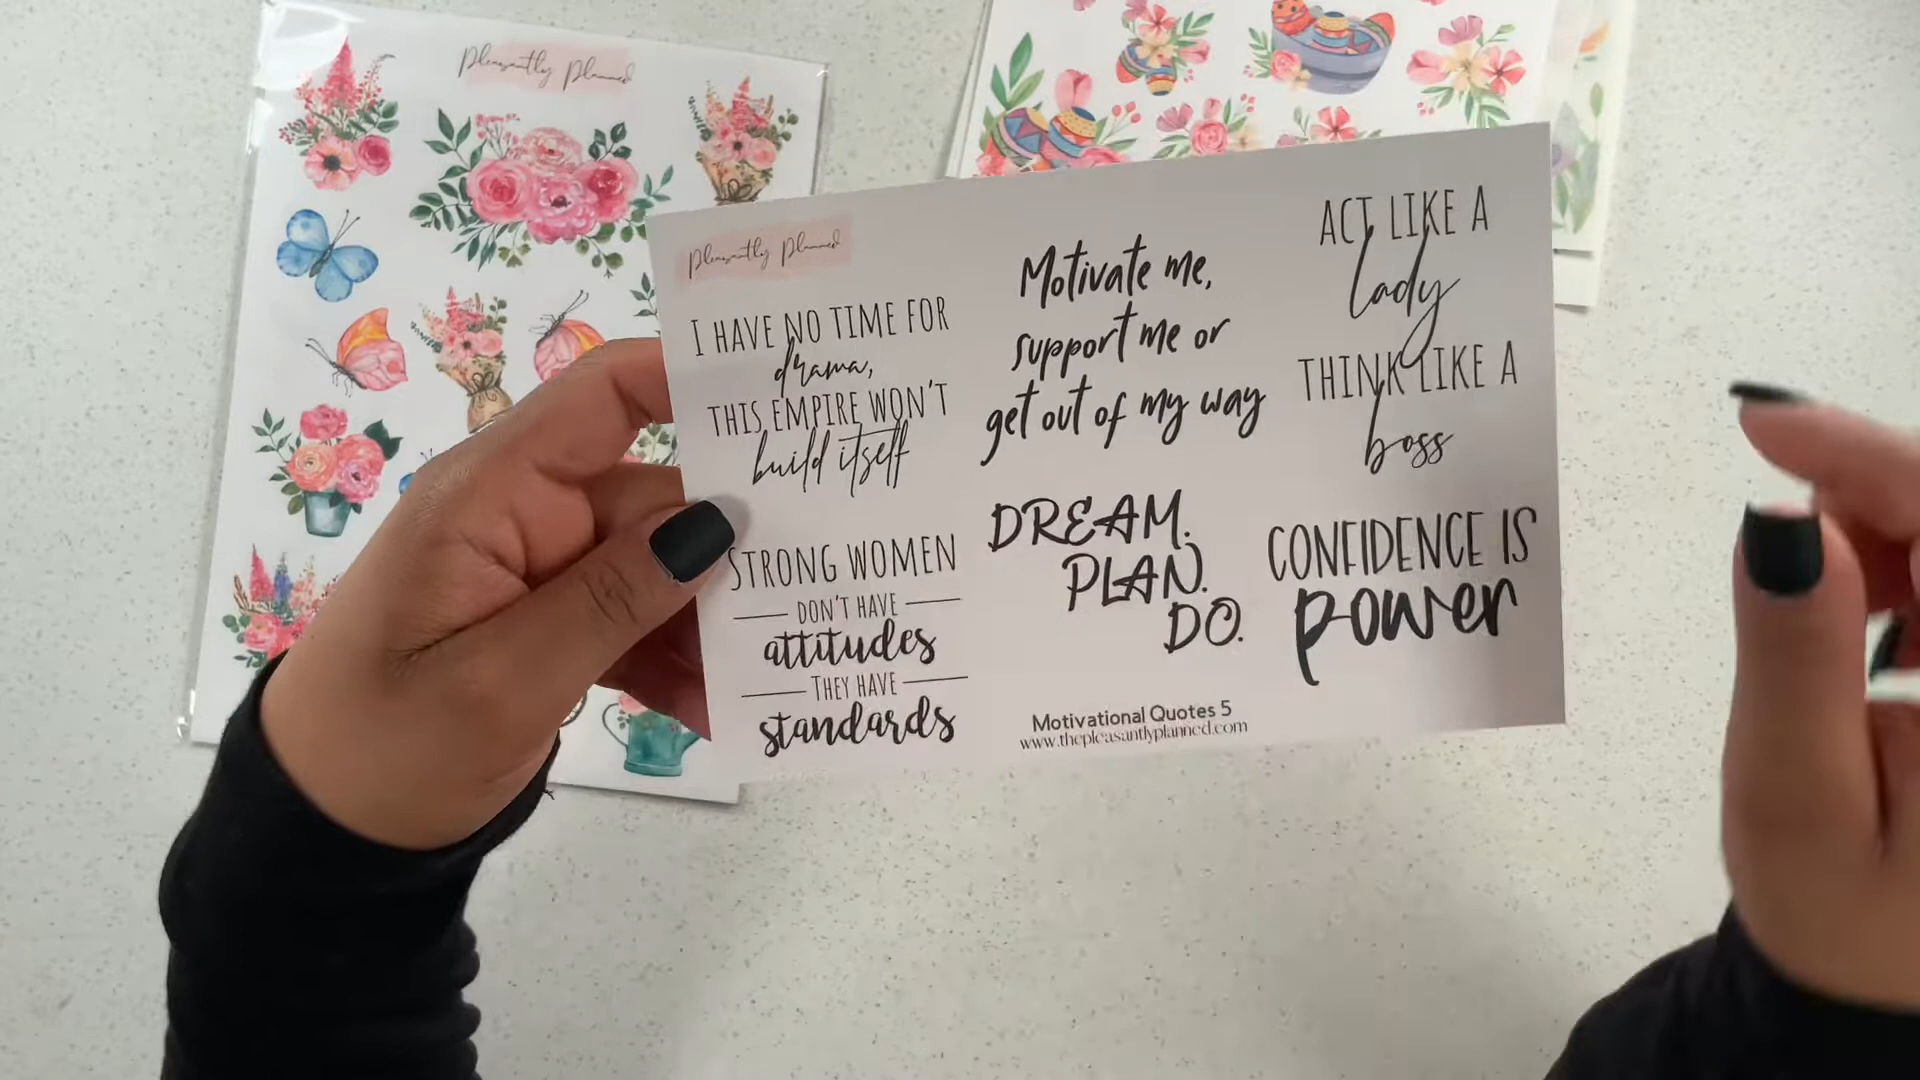 Pleasantly Planned
Pleasantly Planned
I HAVE NO TIME FOR
drama,
THIS EMPIRE WON'T
build itself
Motivate me,
support me or
get out of my way
ACT LIKE A
lady
THINK LIKE A
boss
STRONG WOMEN
DON'T HAVE
attitudes
THEY HAVE
standards
DREAM.
PLAN.
DO.
CONFIDENCE IS
power
Motivational Quotes 5
www.thepleasantlyplanned.com